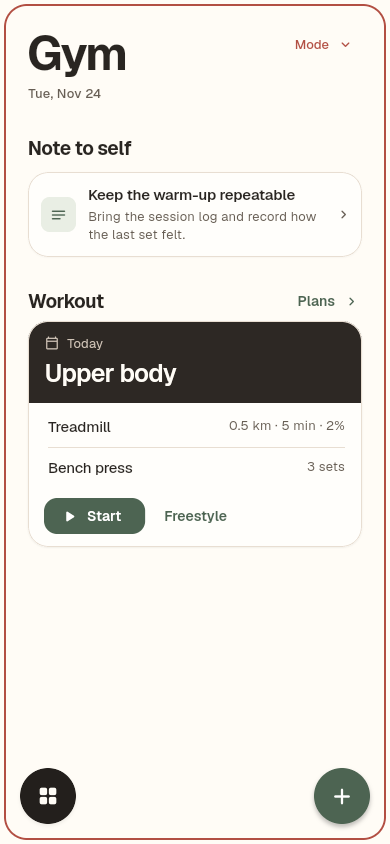 Gym
Mode
Tue, Nov 24
Note to self
Keep the warm-up repeatable
Bring the session log and record how
the last set felt.
Workout
Plans
Today
Upper body
Treadmill
0.5 km · 5 min · 2%
Bench press
3 sets
Start
Freestyle